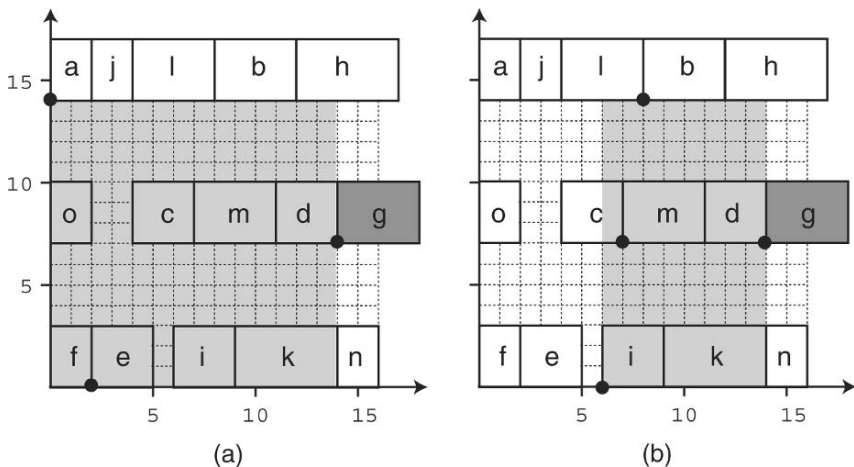 a j l b h a j l b h
15 15
10 10
o c m d g o c m d g
5 5
f e i k n f e i k n
5 10 15 5 10 15
(a) (b)